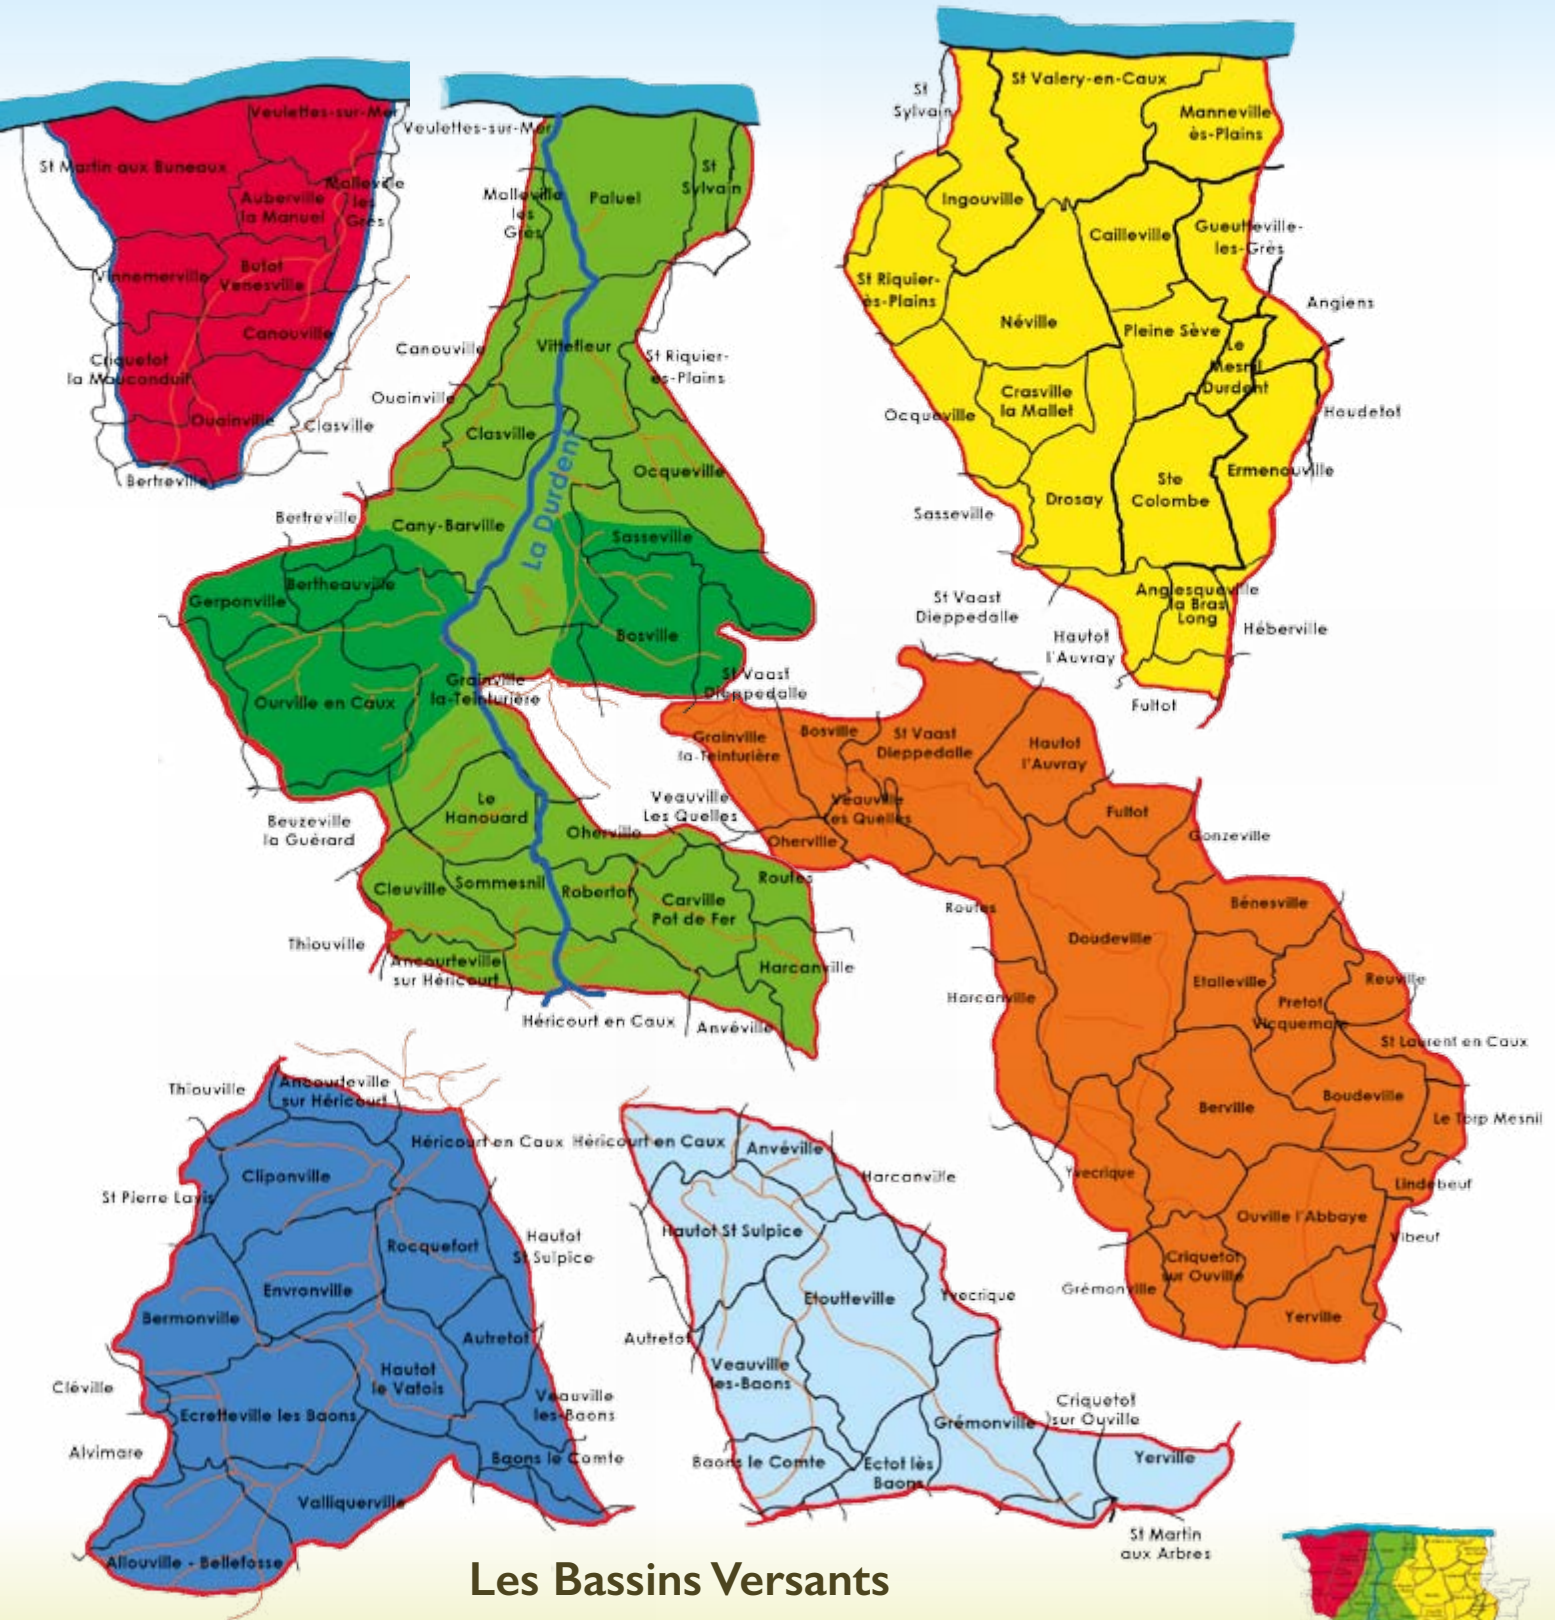 Veulettes-sur-Mer
St Martin aux Buneaux
Auberville
la Manuel
Malleville
les
Grès
Vinnemerville
Butot
Venesville
Canouville
Criquetot
la Mauconduit
Ouainville
Clasville
Bertreville
Veulettes-sur-Mer
Malleville
les
Grès
Paluel
St
Sylvain
Canouville
Vittefleur
St Riquier-
ès-Plains
Ouainville
Clasville
La Durdent
Ocqueville
Bertreville
Cany-Barville
Sasseville
Bertheauville
Gerponville
Bosville
Ourville en Caux
Grainville
la-Teinturière
St Vaast
Dieppedalle
Beuzeville
la Guérard
Le
Hanouard
Oherville
Veauville
Les Quelles
Cleuville
Sommesnil
Robertot
Carville
Pot de Fer
Routes
Thiouville
Ancourteville
sur Héricourt
Harcanville
Héricourt en Caux
Anvéville
St
Sylvain
St Valery-en-Caux
Manneville
ès-Plains
Ingouville
Cailleville
Gueutteville-
les-Grès
St Riquier-
ès-Plains
Angiens
Néville
Pleine Sève
Le
Mesnil
Durdent
Crasville
la Mallet
Ocqueville
Houdetot
Ermenouville
Drosay
Ste
Colombe
Sasseville
St Vaast
Dieppedalle
Anglesqueville
la Bras
Long
Hautot
l'Auvray
Héberville
Fultot
Grainville
la-Teinturière
Bosville
St Vaast
Dieppedalle
Hautot
l'Auvray
Veauville
Les Quelles
Oherville
Fultot
Gonzeville
Routes
Bénesville
Doudeville
Harcanville
Etalleville
Pretot
Vicquemare
Reuville
St Laurent en Caux
Berville
Boudeville
Le Torp Mesnil
Yvecrique
Lindebeuf
Ouville l'Abbaye
Vibeuf
Criquetot
sur Ouville
Grémonville
Yerville
Thiouville
Ancourteville
sur Héricourt
Héricourt en Caux
Cliponville
St Pierre Lavis
Rocquefort
Hautot
St Sulpice
Envronville
Bermonville
Autretot
Hautot
le Vatois
Cléville
Ecretteville les Baons
Veauville
les-Baons
Alvimare
Baons le Comte
Valliquerville
Allouville - Bellefosse
Héricourt en Caux
Anvéville
Harcanville
Hautot St Sulpice
Etoutteville
Yvecrique
Autretot
Veauville
les-Baons
Criquetot
sur Ouville
Grémonville
Baons le Comte
Ectot lès
Baons
Yerville
St Martin
aux Arbres
Les Bassins Versants